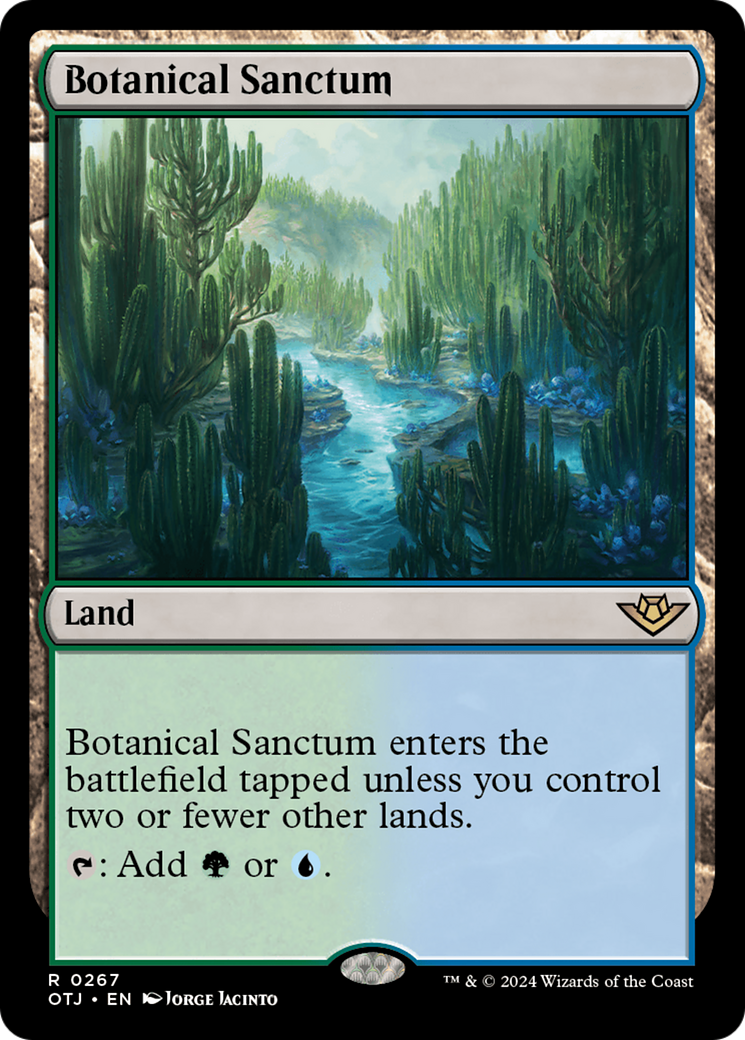 Botanical Sanctum
Land
Botanical Sanctum enters the
battlefield tapped unless you control
two or fewer other lands.
: Add or .
R 0267
OTJ • EN Jorge Jacinto
™ & © 2024 Wizards of the Coast